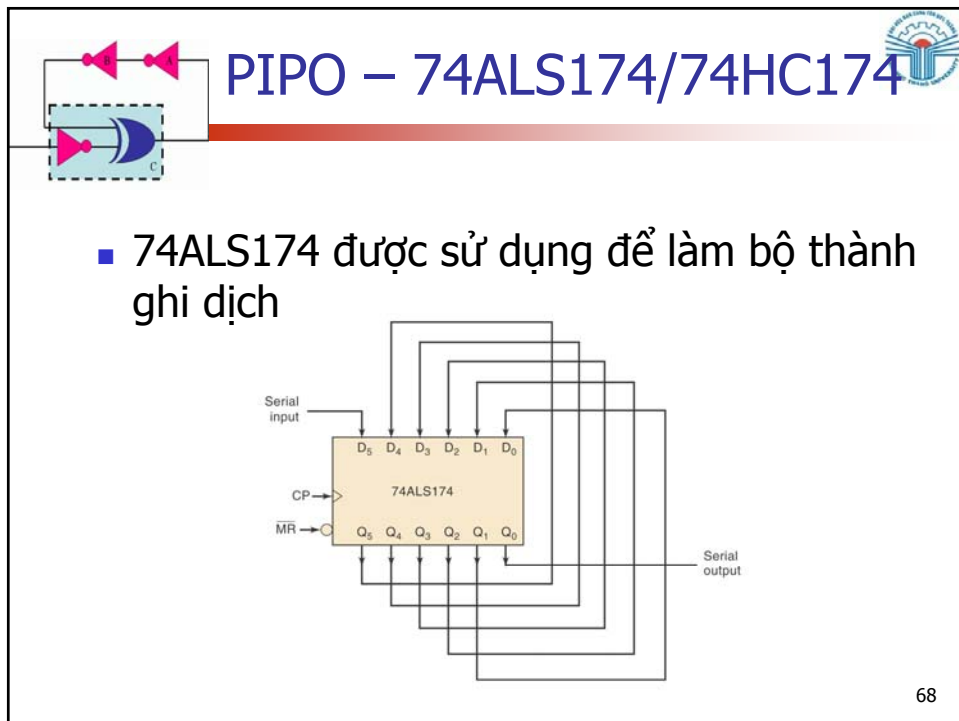 PIPO – 74ALS174/74HC174
B
A
C
74ALS174 được sử dụng để làm bộ thành
ghi dịch
Serial
input
D5 D4 D3 D2 D1 D0
CP
74ALS174
M̅R̅
Q5 Q4 Q3 Q2 Q1 Q0
Serial
output
68